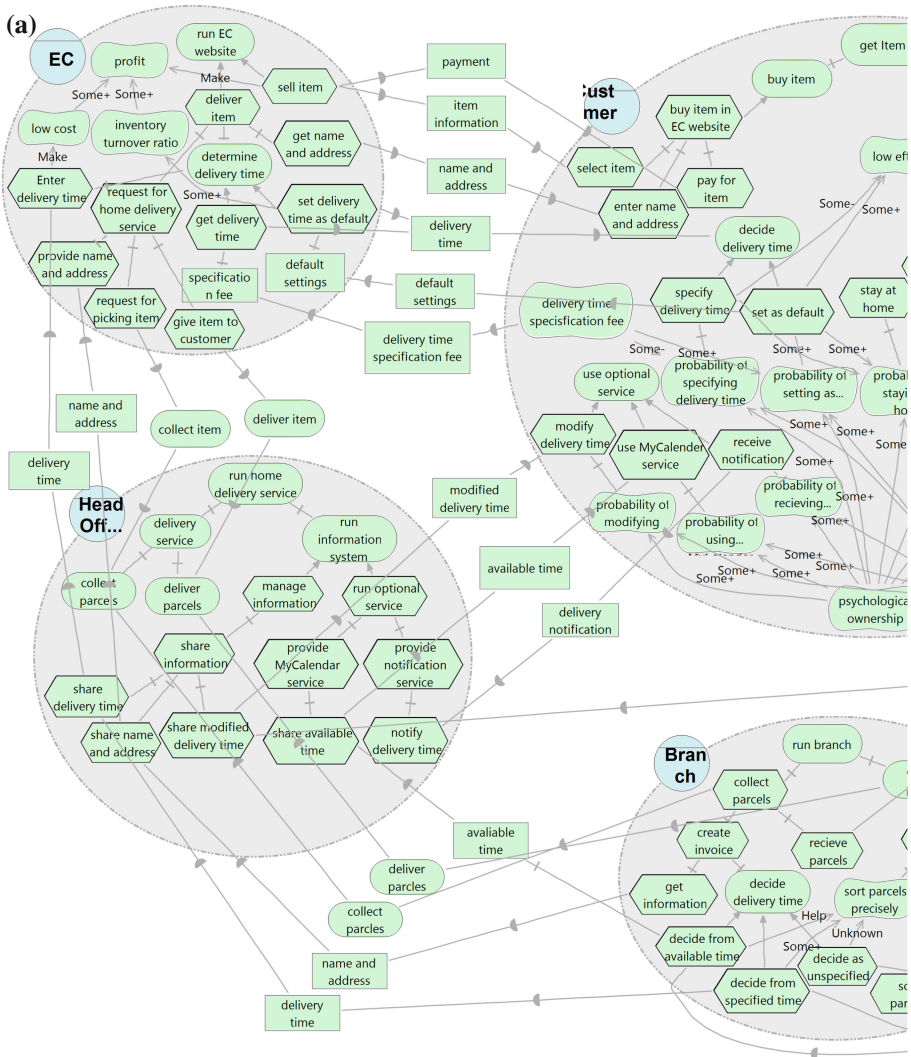 (a)
EC
run EC
website
profit
Make
sell item
Some+
Some+
deliver
item
low cost
inventory
turnover ratio
get name
and address
Make
determine
delivery time
Enter
delivery time
request for
home delivery
service
Some+
get delivery
time
set delivery
time as default
provide name
and address
specificatio
n fee
default
settings
request for
picking item
give item to
customer
payment
item
information
name and
address
delivery
time
default
settings
delivery time
specification fee
name and
address
collect item
deliver item
delivery
time
get Item
buy item
:ust
mer
buy item in
EC website
select item
low eff
pay for
item
enter name
and address
Some-
Some+
decide
delivery time
stay at
home
delivery time
specisfication fee
specify
delivery time
set as default
Some-
Some+
Some+
Some+
use optional
service
probability of
specifying
delivery time
probability of
setting as...
probal
stayi
ho
modify
delivery time
use MyCalender
service
receive
notification
Some+
Some+
Some+
Some
probability of
modifying
probability of
recieving...
Some+
probability of
using...
Some+
Some+
Some+
Some+
Some+
psychologica
ownership
Head
Off...
run home
delivery service
delivery
service
run
information
system
collect
parcels
deliver
parcels
manage
information
run optional
service
share
information
provide
MyCalendar
service
provide
notification
service
share
delivery time
share name
and address
share modified
delivery time
share available
time
notify
delivery time
modified
delivery time
available time
delivery
notification
avaliable
time
deliver
parcles
collect
parcles
name and
address
delivery
time
Bran
ch
run branch
collect
parcels
create
invoice
recieve
parcels
get
information
decide
delivery time
sort parcels
precisely
Help
Unknown
decide from
available time
Some+
decide as
unspecified
decide from
specified time
so
par